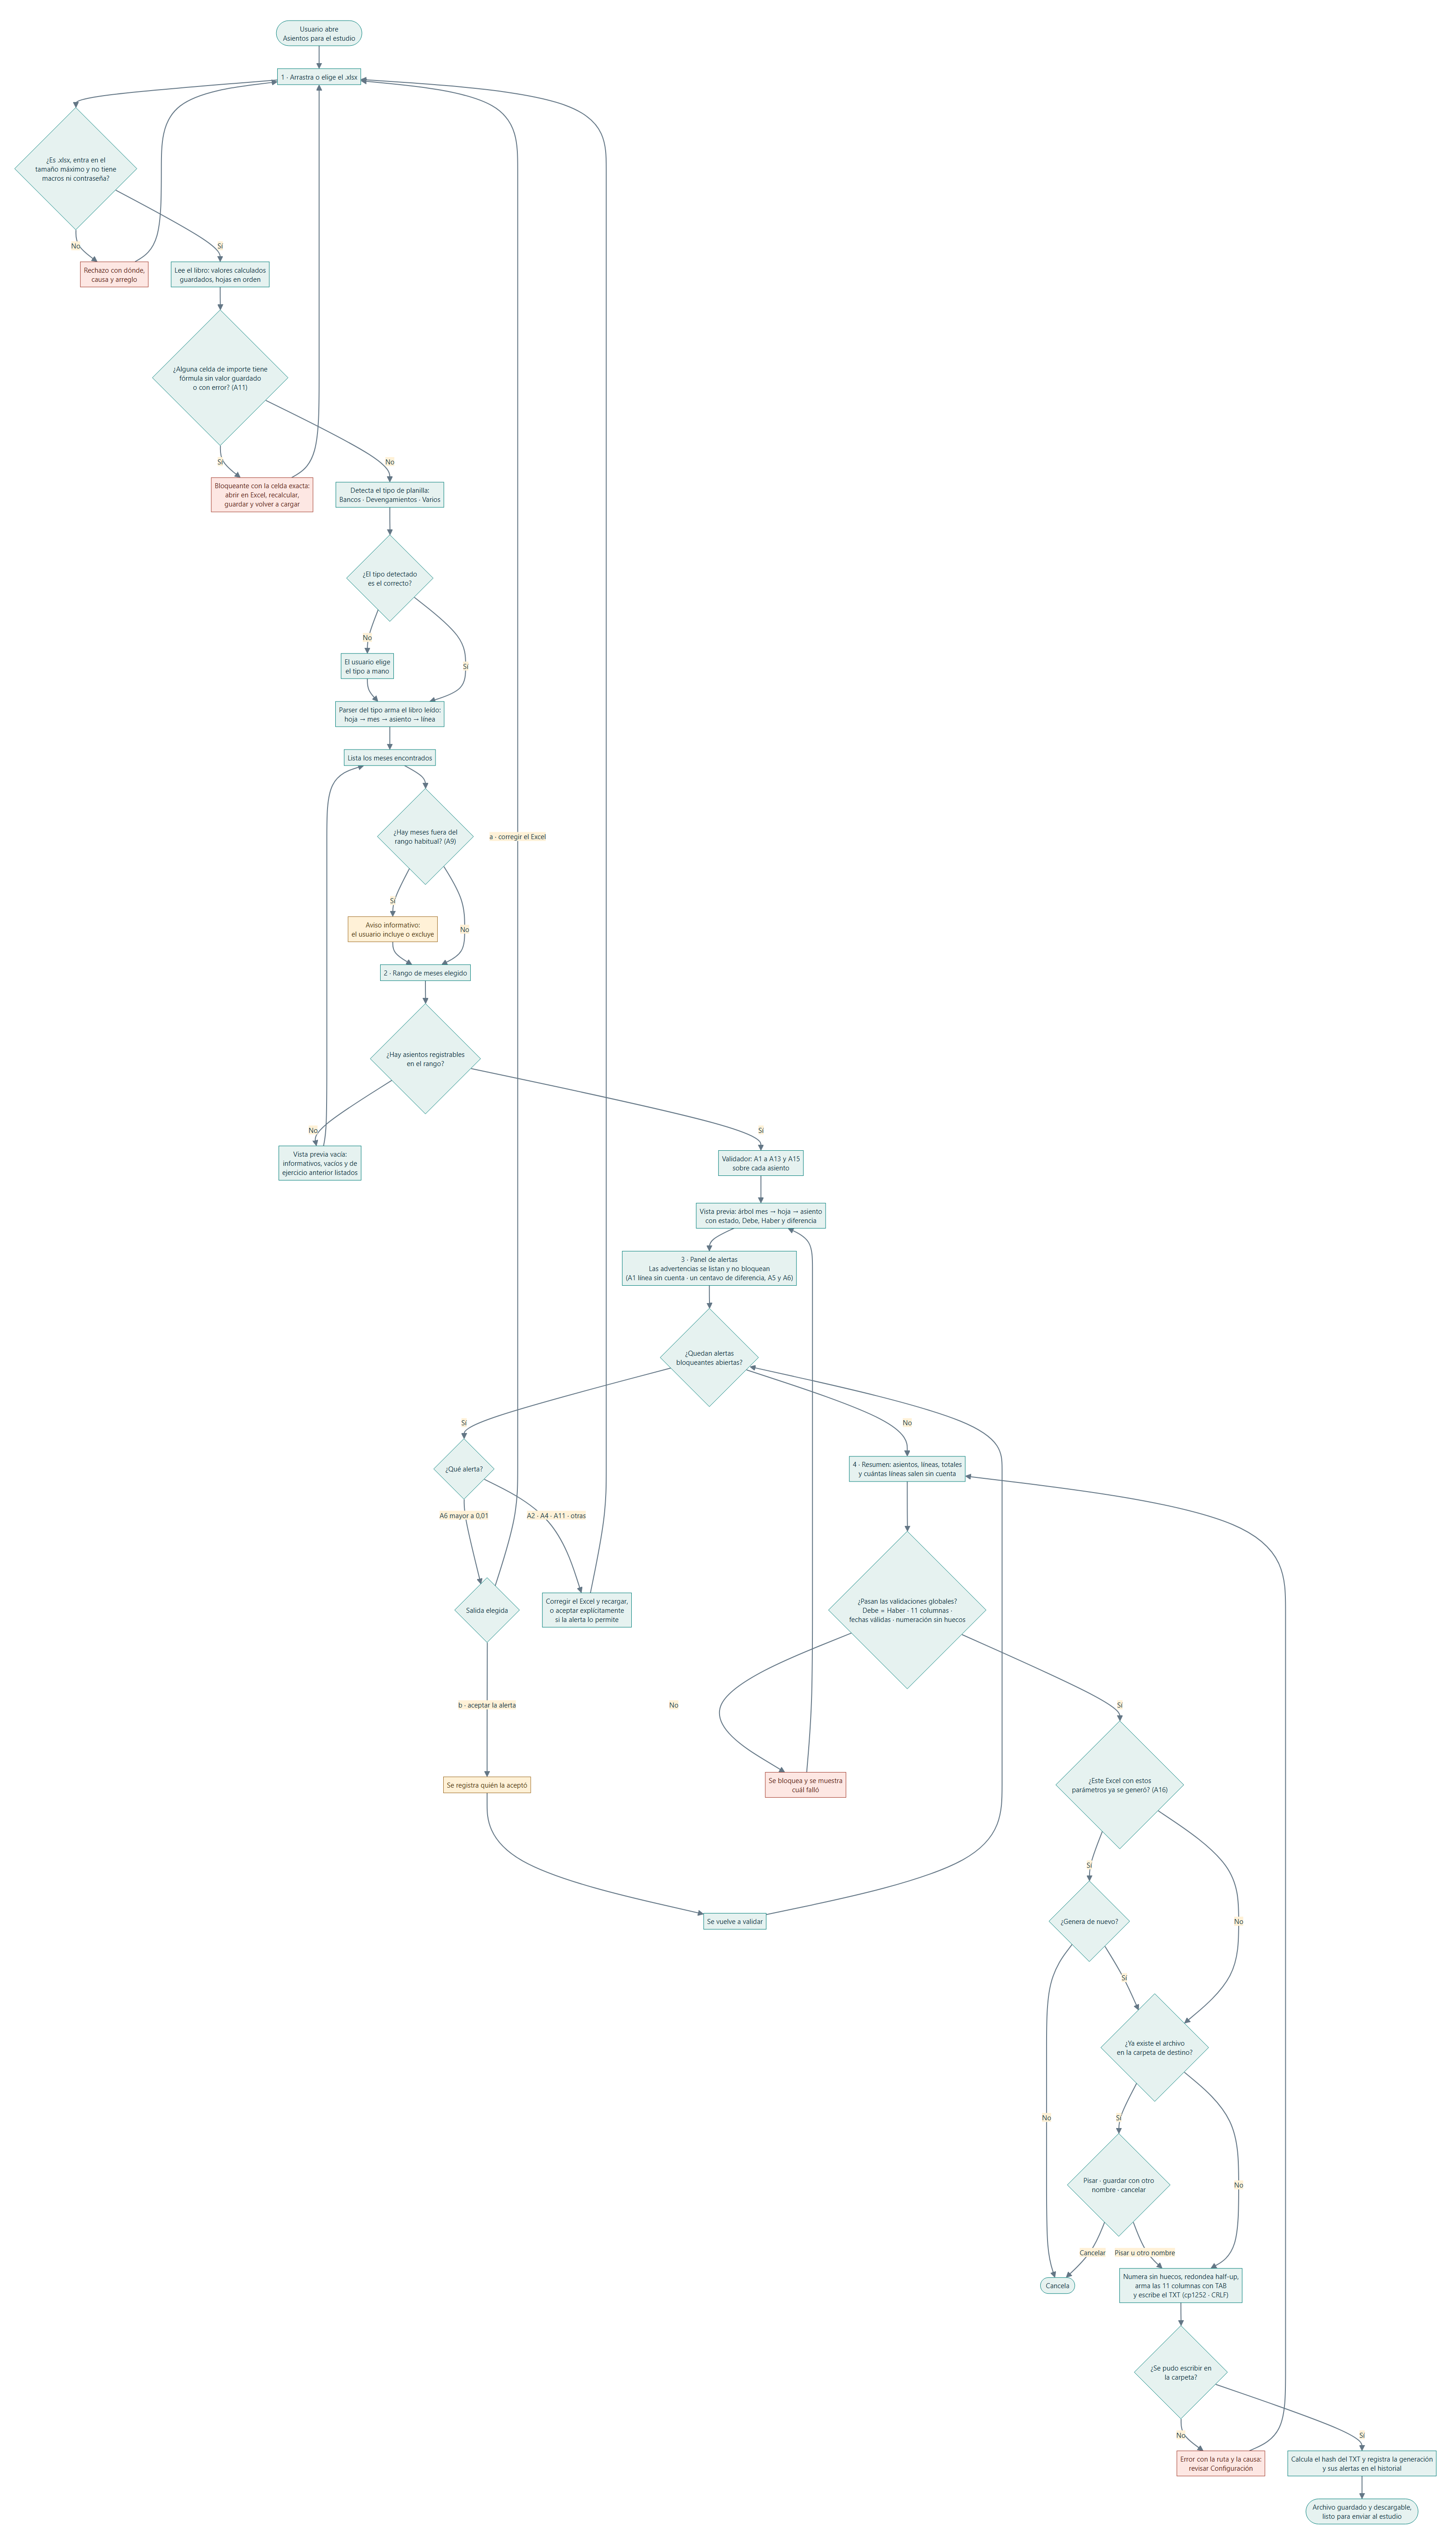 Usuario abre
Asientos para el estudio
1 · Arrastra o elige el .xlsx
¿Es .xlsx, entra en el
tamaño máximo y no tiene
macros ni contraseña?
No
Sí
Rechazo con dónde,
causa y arreglo
Lee el libro: valores calculados
guardados, hojas en orden
¿Alguna celda de importe tiene
fórmula sin valor guardado
o con error? (A11)
Sí
No
Bloqueante con la celda exacta:
abrir en Excel, recalcular,
guardar y volver a cargar
Detecta el tipo de planilla:
Bancos · Devengamientos · Varios
¿El tipo detectado
es el correcto?
No
Sí
El usuario elige
el tipo a mano
Parser del tipo arma el libro leído:
hoja → mes → asiento → línea
Lista los meses encontrados
¿Hay meses fuera del
rango habitual? (A9)
a · corregir el Excel
Sí
No
Aviso informativo:
el usuario incluye o excluye
2 · Rango de meses elegido
¿Hay asientos registrables
en el rango?
No
Sí
Vista previa vacía:
informativos, vacíos y de
ejercicio anterior listados
Validador: A1 a A13 y A15
sobre cada asiento
Vista previa: árbol mes → hoja → asiento
con estado, Debe, Haber y diferencia
3 · Panel de alertas
Las advertencias se listan y no bloquean
(A1 línea sin cuenta · un centavo de diferencia, A5 y A6)
¿Quedan alertas
bloqueantes abiertas?
Sí
No
¿Qué alerta?
4 · Resumen: asientos, líneas, totales
y cuántas líneas salen sin cuenta
A6 mayor a 0,01
A2 · A4 · A11 · otras
Salida elegida
Corregir el Excel y recargar,
o aceptar explícitamente
si la alerta lo permite
¿Pasan las validaciones globales?
Debe = Haber · 11 columnas ·
fechas válidas · numeración sin huecos
b · aceptar la alerta
No
Sí
Se registra quién la aceptó
Se bloquea y se muestra
cuál falló
¿Este Excel con estos
parámetros ya se generó? (A16)
Sí
No
Se vuelve a validar
¿Genera de nuevo?
Sí
No
¿Ya existe el archivo
en la carpeta de destino?
Sí
No
Pisar · guardar con otro
nombre · cancelar
Cancelar
Pisar u otro nombre
Cancela
Numera sin huecos, redondea half-up,
arma las 11 columnas con TAB
y escribe el TXT (cp1252 · CRLF)
¿Se pudo escribir en
la carpeta?
No
Sí
Error con la ruta y la causa:
revisar Configuración
Calcula el hash del TXT y registra la generación
y sus alertas en el historial
Archivo guardado y descargable,
listo para enviar al estudio